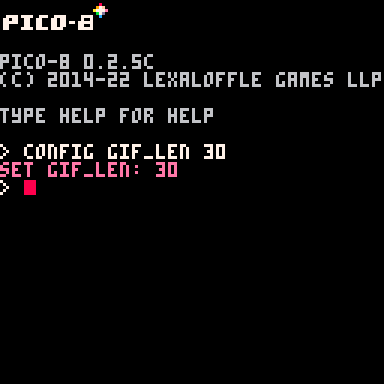 PICO-8
PICO-8 0.2.5C
(C) 2014-22 LEXALOFFLE GAMES LLP
TYPE HELP FOR HELP
> CONFIG GIF_LEN 30
SET GIF_LEN: 30
>